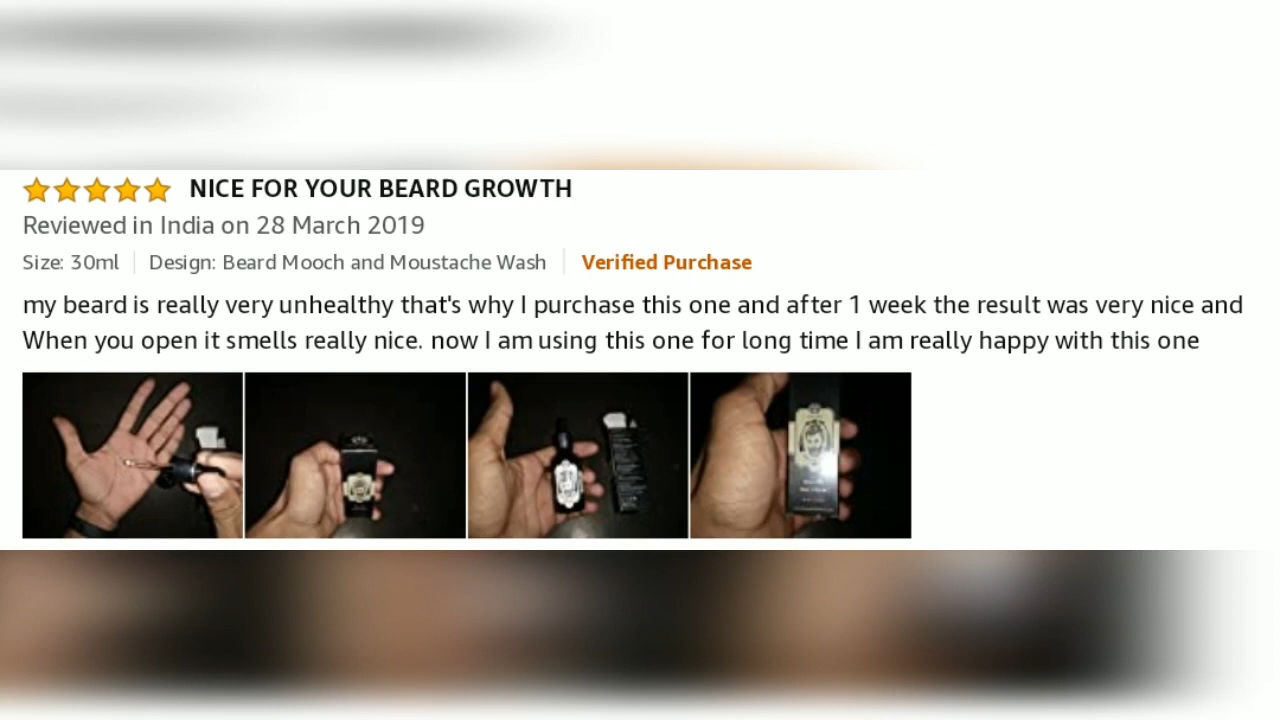 NICE FOR YOUR BEARD GROWTH
Reviewed in India on 28 March 2019
Size: 30ml Design: Beard Mooch and Moustache Wash Verified Purchase
my beard is really very unhealthy that's why I purchase this one and after 1 week the result was very nice and
When you open it smells really nice. now I am using this one for long time I am really happy with this one